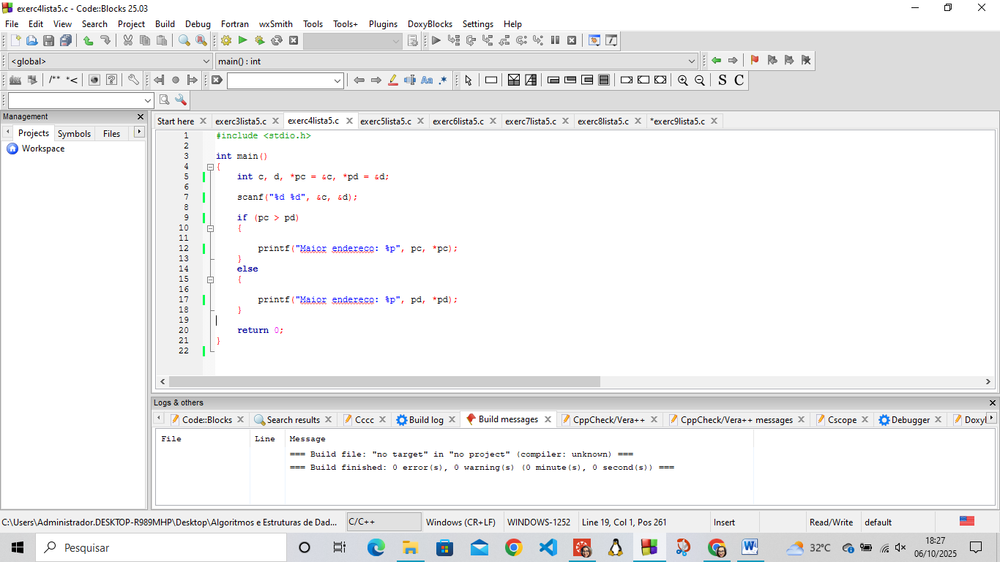 exerc4lista5.c - Code::Blocks 25.03
File Edit View Search Project Build Debug Fortran wxSmith Tools Tools+ Plugins DoxyBlocks Settings Help
<global> main() : int
/** *<
Aa .*
S C
Management
Projects Symbols Files
Workspace
Start here exerc3lista5.c exerc4lista5.c exerc5lista5.c exerc6lista5.c exerc7lista5.c exerc8lista5.c *exerc9lista5.c
1 #include <stdio.h>
2
3 int main()
4 {
5 int c, d, *pc = &c, *pd = &d;
6
7 scanf("%d %d", &c, &d);
8
9 if (pc > pd)
10 {
11
12 printf("Maior endereco: %p", pc, *pc);
13 }
14 else
15 {
16
17 printf("Maior endereco: %p", pd, *pd);
18 }
19
20 return 0;
21 }
22
Logs & others
Code::Blocks Search results Cccc Build log Build messages CppCheck/Vera++ CppCheck/Vera++ messages Cscope Debugger Doxyl
File Line Message
=== Build file: "no target" in "no project" (compiler: unknown) ===
=== Build finished: 0 error(s), 0 warning(s) (0 minute(s), 0 second(s)) ===
C:\Users\Administrador.DESKTOP-R989MHP\Desktop\Algoritmos e Estruturas de Dad... C/C++ Windows (CR+LF) WINDOWS-1252 Line 19, Col 1, Pos 261 Insert Read/Write default
Pesquisar
32°C
18:27
06/10/2025